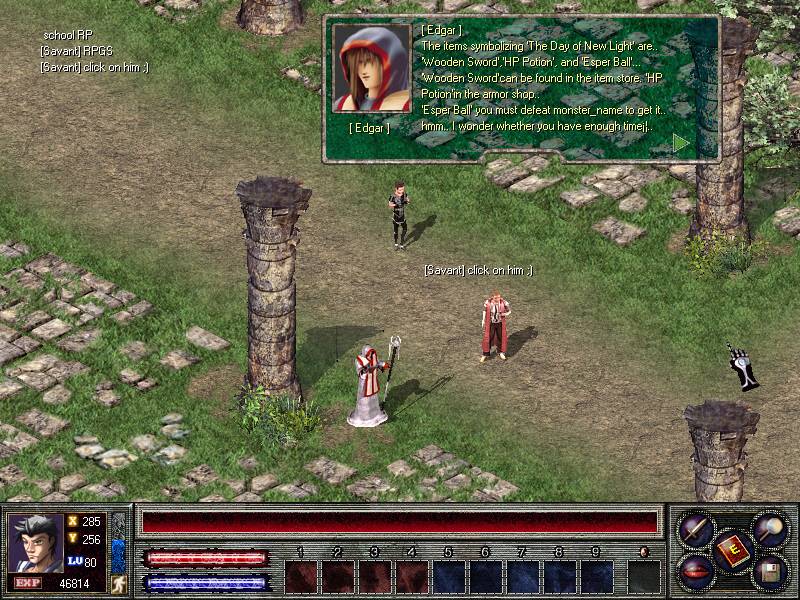 school RP
[Savant] RPGS
[Savant] click on him ;)
[ Edgar ]
The items symbolizing 'The Day of New Light' are..
'Wooden Sword','HP Potion', and 'Esper Ball'...
'Wooden Sword'can be found in the item store. 'HP
Potion'in the armor shop..
'Esper Ball' you must defeat monster_name to get it..
hmm.. I wonder whether you have enough time¡¦..
[ Edgar ]
[Savant] click on him ;)
X 285
Y 256
LV 80
EXP 46814
1 2 3 4 5 6 7 8 9
E